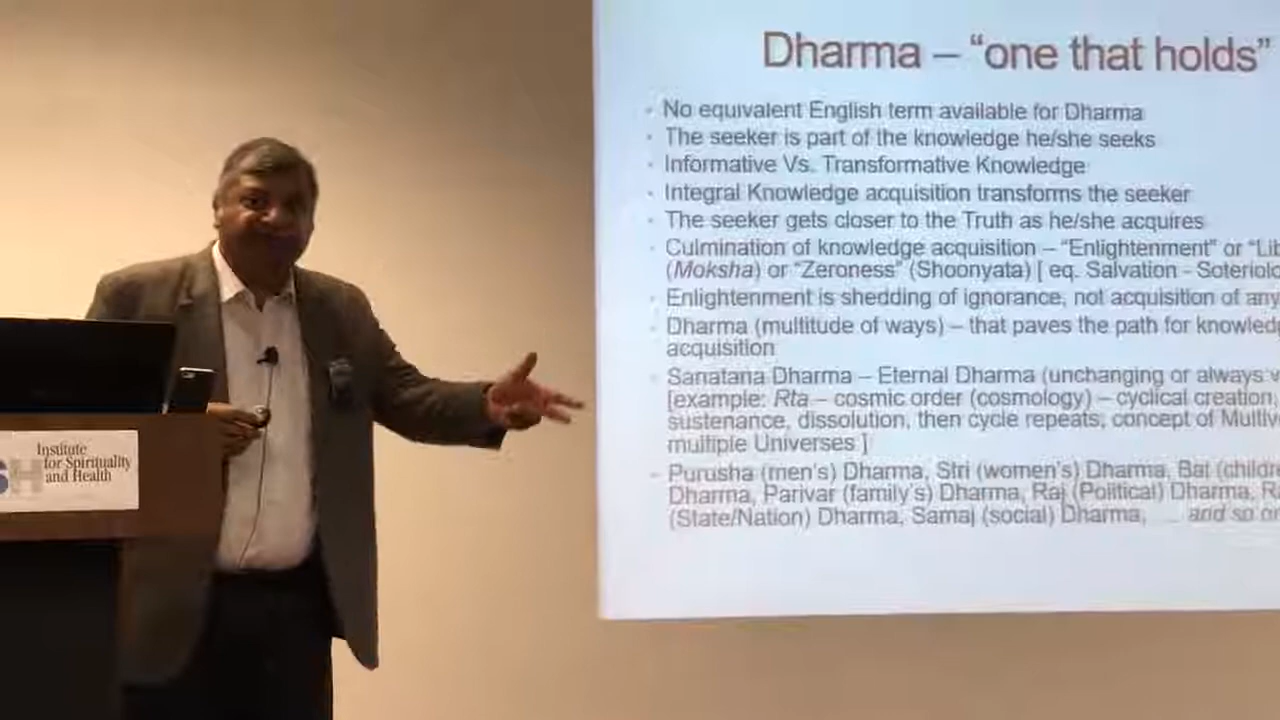 Dharma – “one that holds”
No equivalent English term available for Dharma
The seeker is part of the knowledge he/she seeks
Informative Vs. Transformative Knowledge
Integral Knowledge acquisition transforms the seeker
The seeker gets closer to the Truth as he/she acquires
Culmination of knowledge acquisition – “Enlightenment” or
(Moksha) or “Zeroness” (Shoonyata) [ eq. Salvation -
Enlightenment is shedding of ignorance, not acquisition of
Dharma (multitude of ways) – that paves the path for
acquisition
Sanatana Dharma – Eternal Dharma (unchanging or always
[example: Rta – cosmic order (cosmology) – cyclical creation,
sustenance, dissolution, then cycle repeats, concept of
multiple Universes ]
Purusha (men's) Dharma, Stri (women's) Dharma, Bal
Dharma, Parivar (family's) Dharma, Raj (Political) Dharma,
(State/Nation) Dharma, Samaj (social) Dharma, ... and so
Institute
for Spirituality
and Health